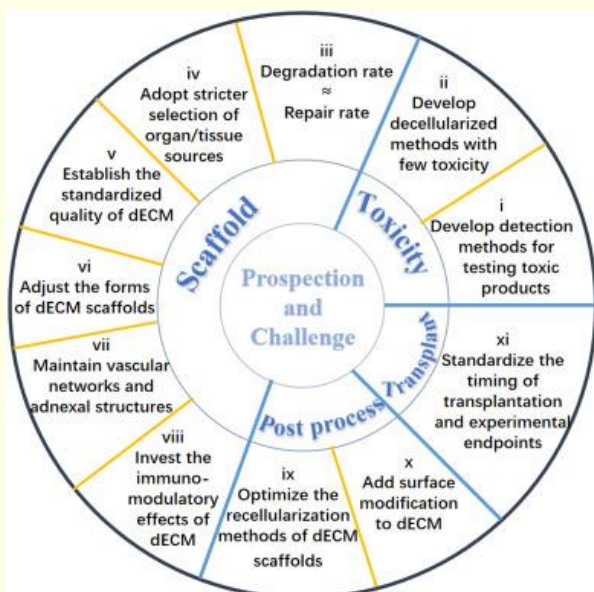 Prospection
and
Challenge
Toxicity
Transplant
Post process
Scaffold
i
Develop detection
methods for
testing toxic
products
ii
Develop
decellularized
methods with
few toxicity
iii
Degradation rate
≈
Repair rate
iv
Adopt stricter
selection of
organ/tissue
sources
v
Establish the
standardized
quality of dECM
vi
Adjust the forms
of dECM scaffolds
vii
Maintain vascular
networks and
adnexal structures
viii
Invest the
immuno-
modulatory
effects of
dECM
ix
Optimize the
recellularization
methods of dECM
scaffolds
x
Add surface
modification
to dECM
xi
Standardize the
timing of
transplantation
and experimental
endpoints